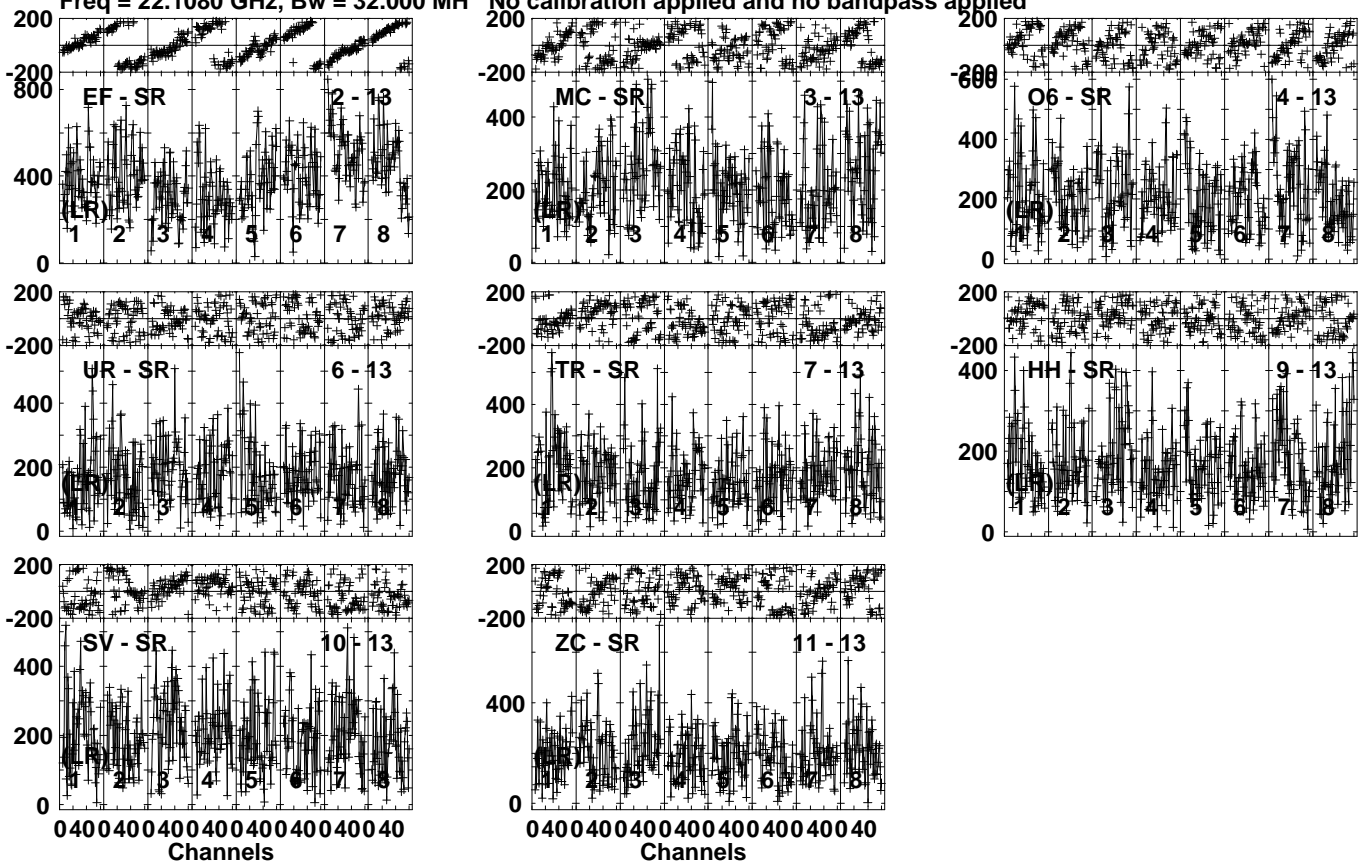 Freq = 22.1080 GHz, Bw = 32.000 MH No calibration applied and no bandpass applied
200
-200
EF - SR 2 - 13
800
400
0
(LR)
1 2 3 4 5 6 7 8
200
-200
MC - SR 3 - 13
400
200
0
(LR)
1 2 3 4 5 6 7 8
200
-200
600
O6 - SR 4 - 13
400
200
0
(LR)
1 2 3 4 5 6 7 8
200
-200
UR - SR 6 - 13
400
200
0
(LR)
1 2 3 4 5 6 7 8
200
-200
TR - SR 7 - 13
400
200
0
(LR)
1 2 3 4 5 6 7 8
200
-200
HH - SR 9 - 13
400
200
0
(LR)
1 2 3 4 5 6 7 8
200
-200
SV - SR 10 - 13
400
200
0
(LR)
1 2 3 4 5 6 7 8
0 40 0 40 0 40 0 40 0 40 0 40 0 40 0 40
Channels
200
-200
ZC - SR 11 - 13
400
0
(LR)
1 2 3 4 5 6 7 8
0 40 0 40 0 40 0 40 0 40 0 40 0 40 0 40
Channels